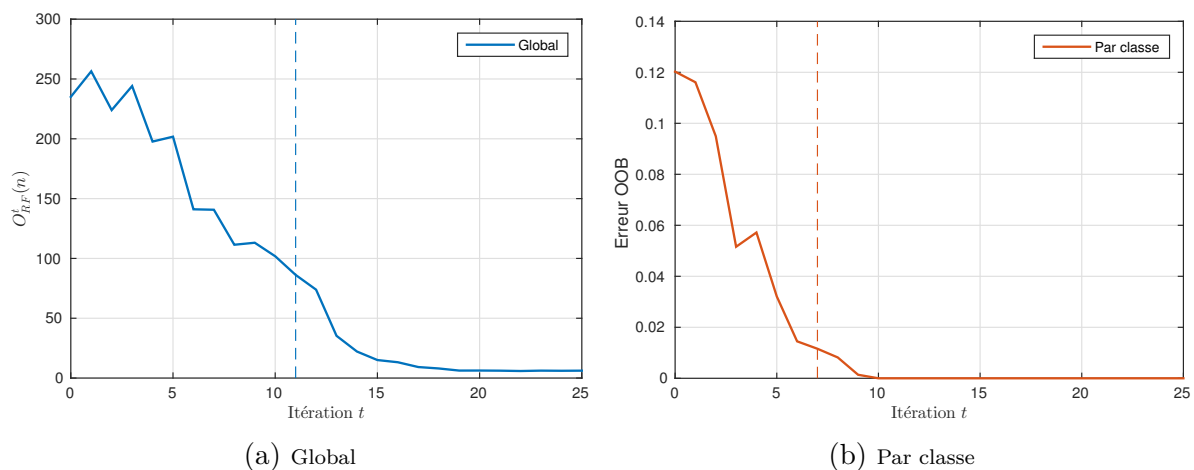 300
250
200
150
100
50
0
O^t_{RF}(n)
Global
0 5 10 15 20 25
Itération t
(a) Global
0.14
0.12
0.1
0.08
0.06
0.04
0.02
0
Erreur OOB
Par classe
0 5 10 15 20 25
Itération t
(b) Par classe